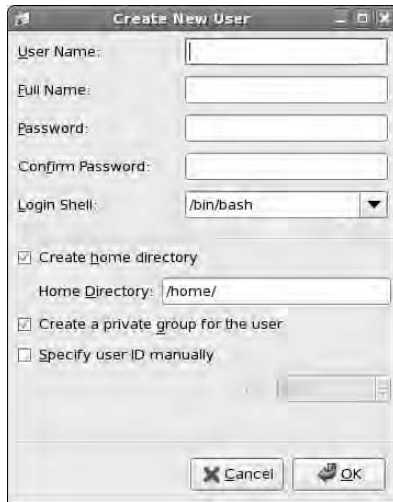 Create New User
User Name:
Full Name:
Password:
Confirm Password:
Login Shell: /bin/bash
Create home directory
Home Directory: /home/
Create a private group for the user
Specify user ID manually
Cancel OK